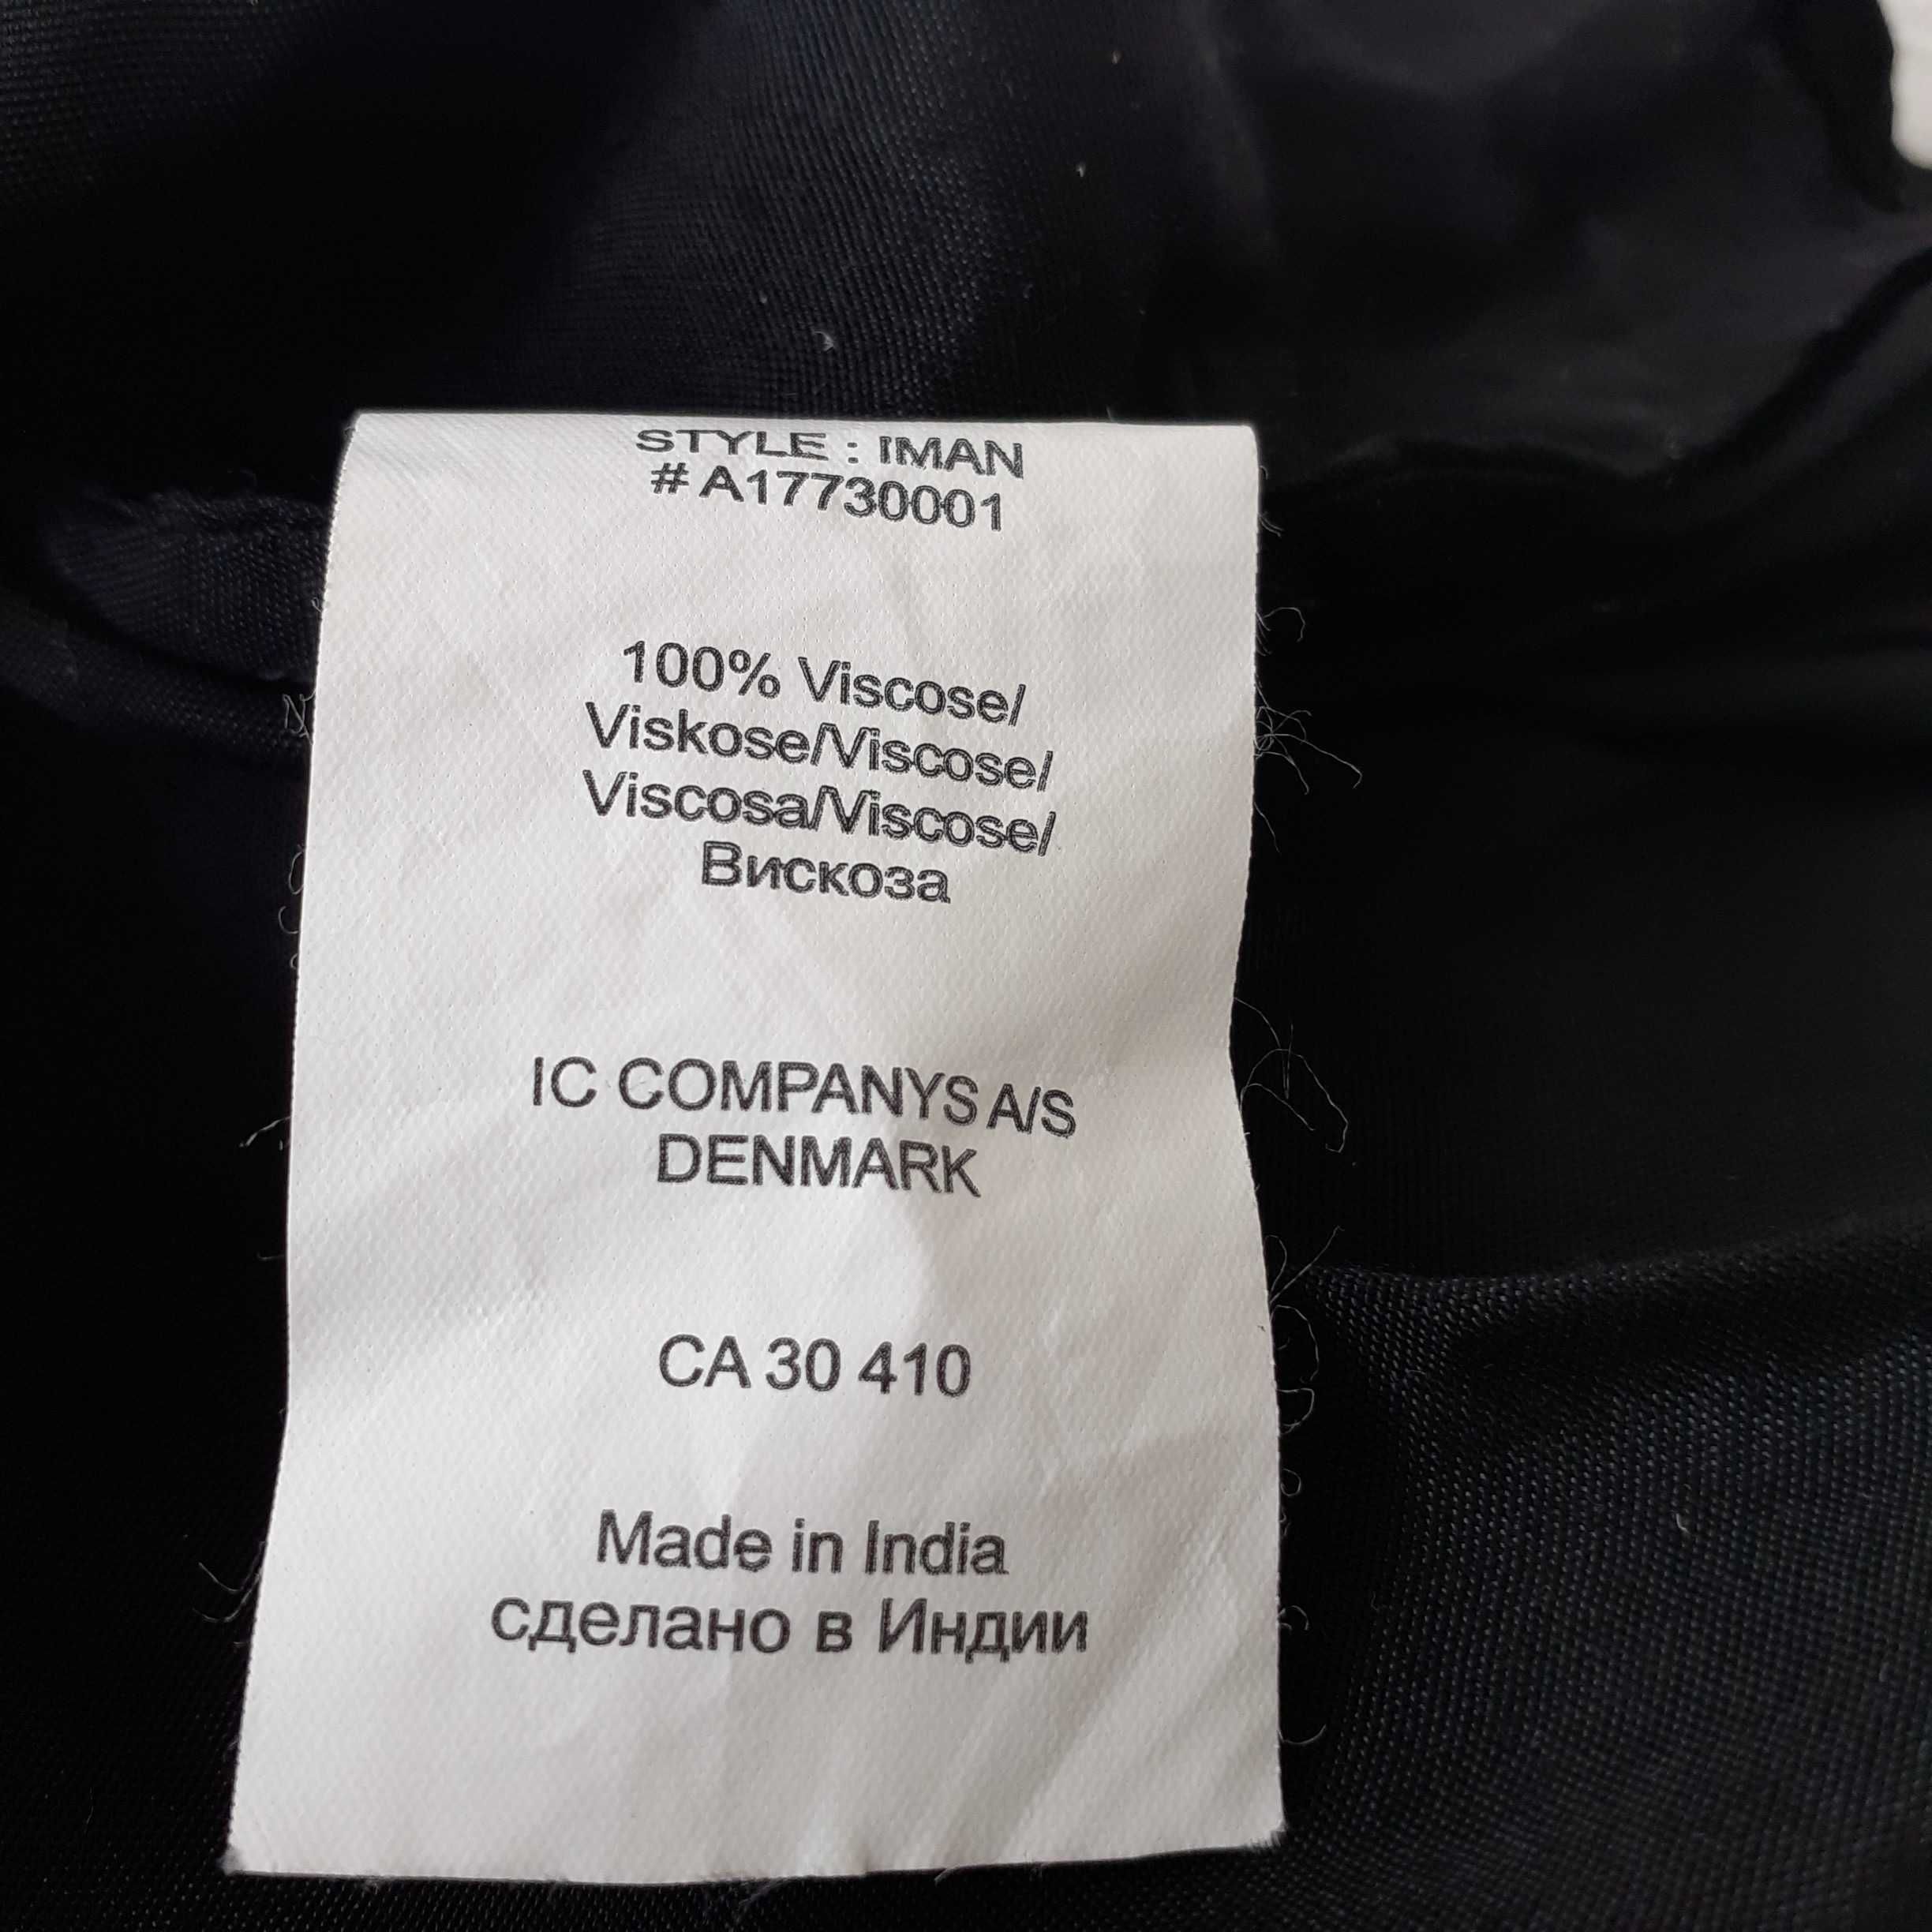 STYLE : IMAN
# A17730001
100% Viscose/
Viskose/Viscose/
Viscosa/Viscose/
Вискоза
IC COMPANYS A/S
DENMARK
CA 30 410
Made in India
сделано в Индии